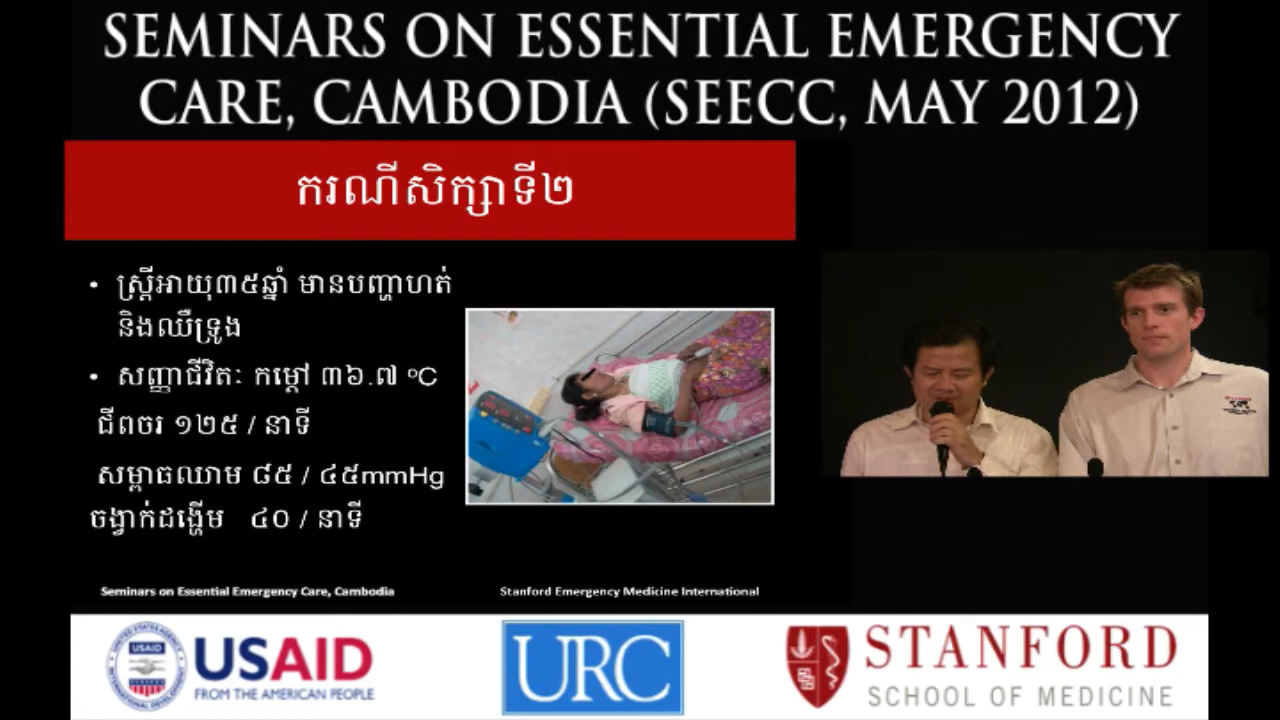 SEMINARS ON ESSENTIAL EMERGENCY
CARE, CAMBODIA (SEECC, MAY 2012)
ករណីសិក្សាទី២
• ស្ត្រីអាយុ៣៥ឆ្នាំ មានបញ្ហាហត់
និងឈឺទ្រូង
• សញ្ញាជីវិតៈ កម្តៅ ៣៦.៧ ºC
ជីពចរ ១២៥ / នាទី
សម្ពាធឈាម ៨៥ / ៤៥mmHg
ចង្វាក់ដង្ហើម ៤០ / នាទី
Seminars on Essential Emergency Care, Cambodia
Stanford Emergency Medicine International
USAID
USAID
FROM THE AMERICAN PEOPLE
URC
STANFORD
SCHOOL OF MEDICINE